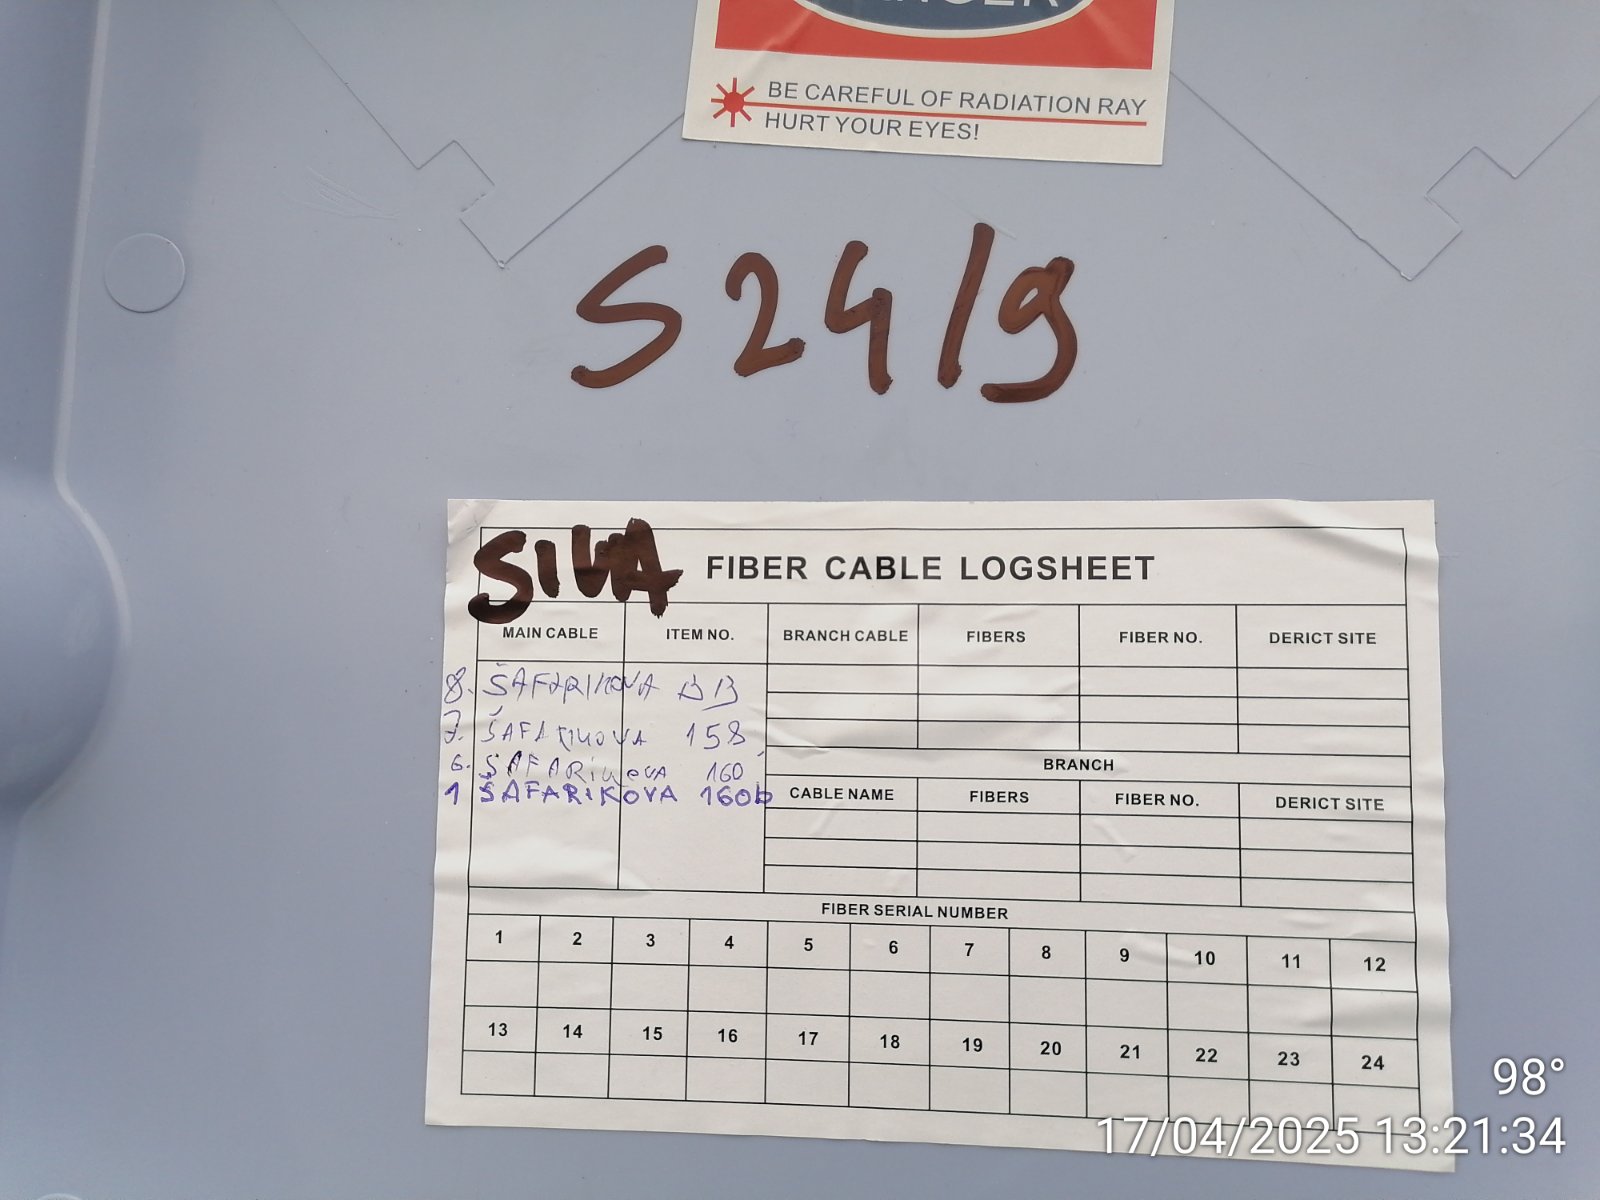 BE CAREFUL OF RADIATION RAY
HURT YOUR EYES!
S24/9
SIVA
FIBER CABLE LOGSHEET
MAIN CABLE ITEM NO. BRANCH CABLE FIBERS FIBER NO. DERICT SITE
8. ŠAFARIKOVA
7. ŠAFARIKOVA 158
6. ŠAFARIKOVA 160
1 ŠAFARIKOVA 160b
BRANCH
CABLE NAME FIBERS FIBER NO. DERICT SITE
FIBER SERIAL NUMBER
1 2 3 4 5 6 7 8 9 10 11 12
13 14 15 16 17 18 19 20 21 22 23 24
98°
17/04/2025 13:21:34